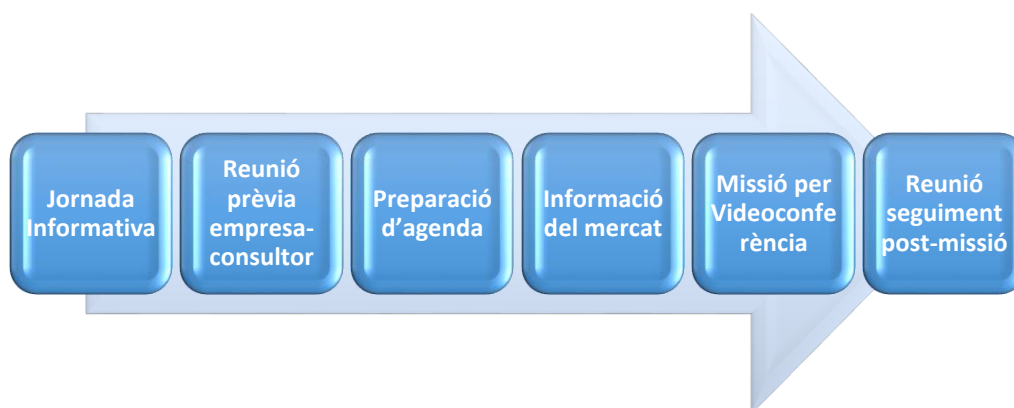 Jornada
Informativa
Reunió
prèvia
empresa-
consultor
Preparació
d’agenda
Informació
del mercat
Missió per
Videoconfe
rència
Reunió
seguiment
post-missió